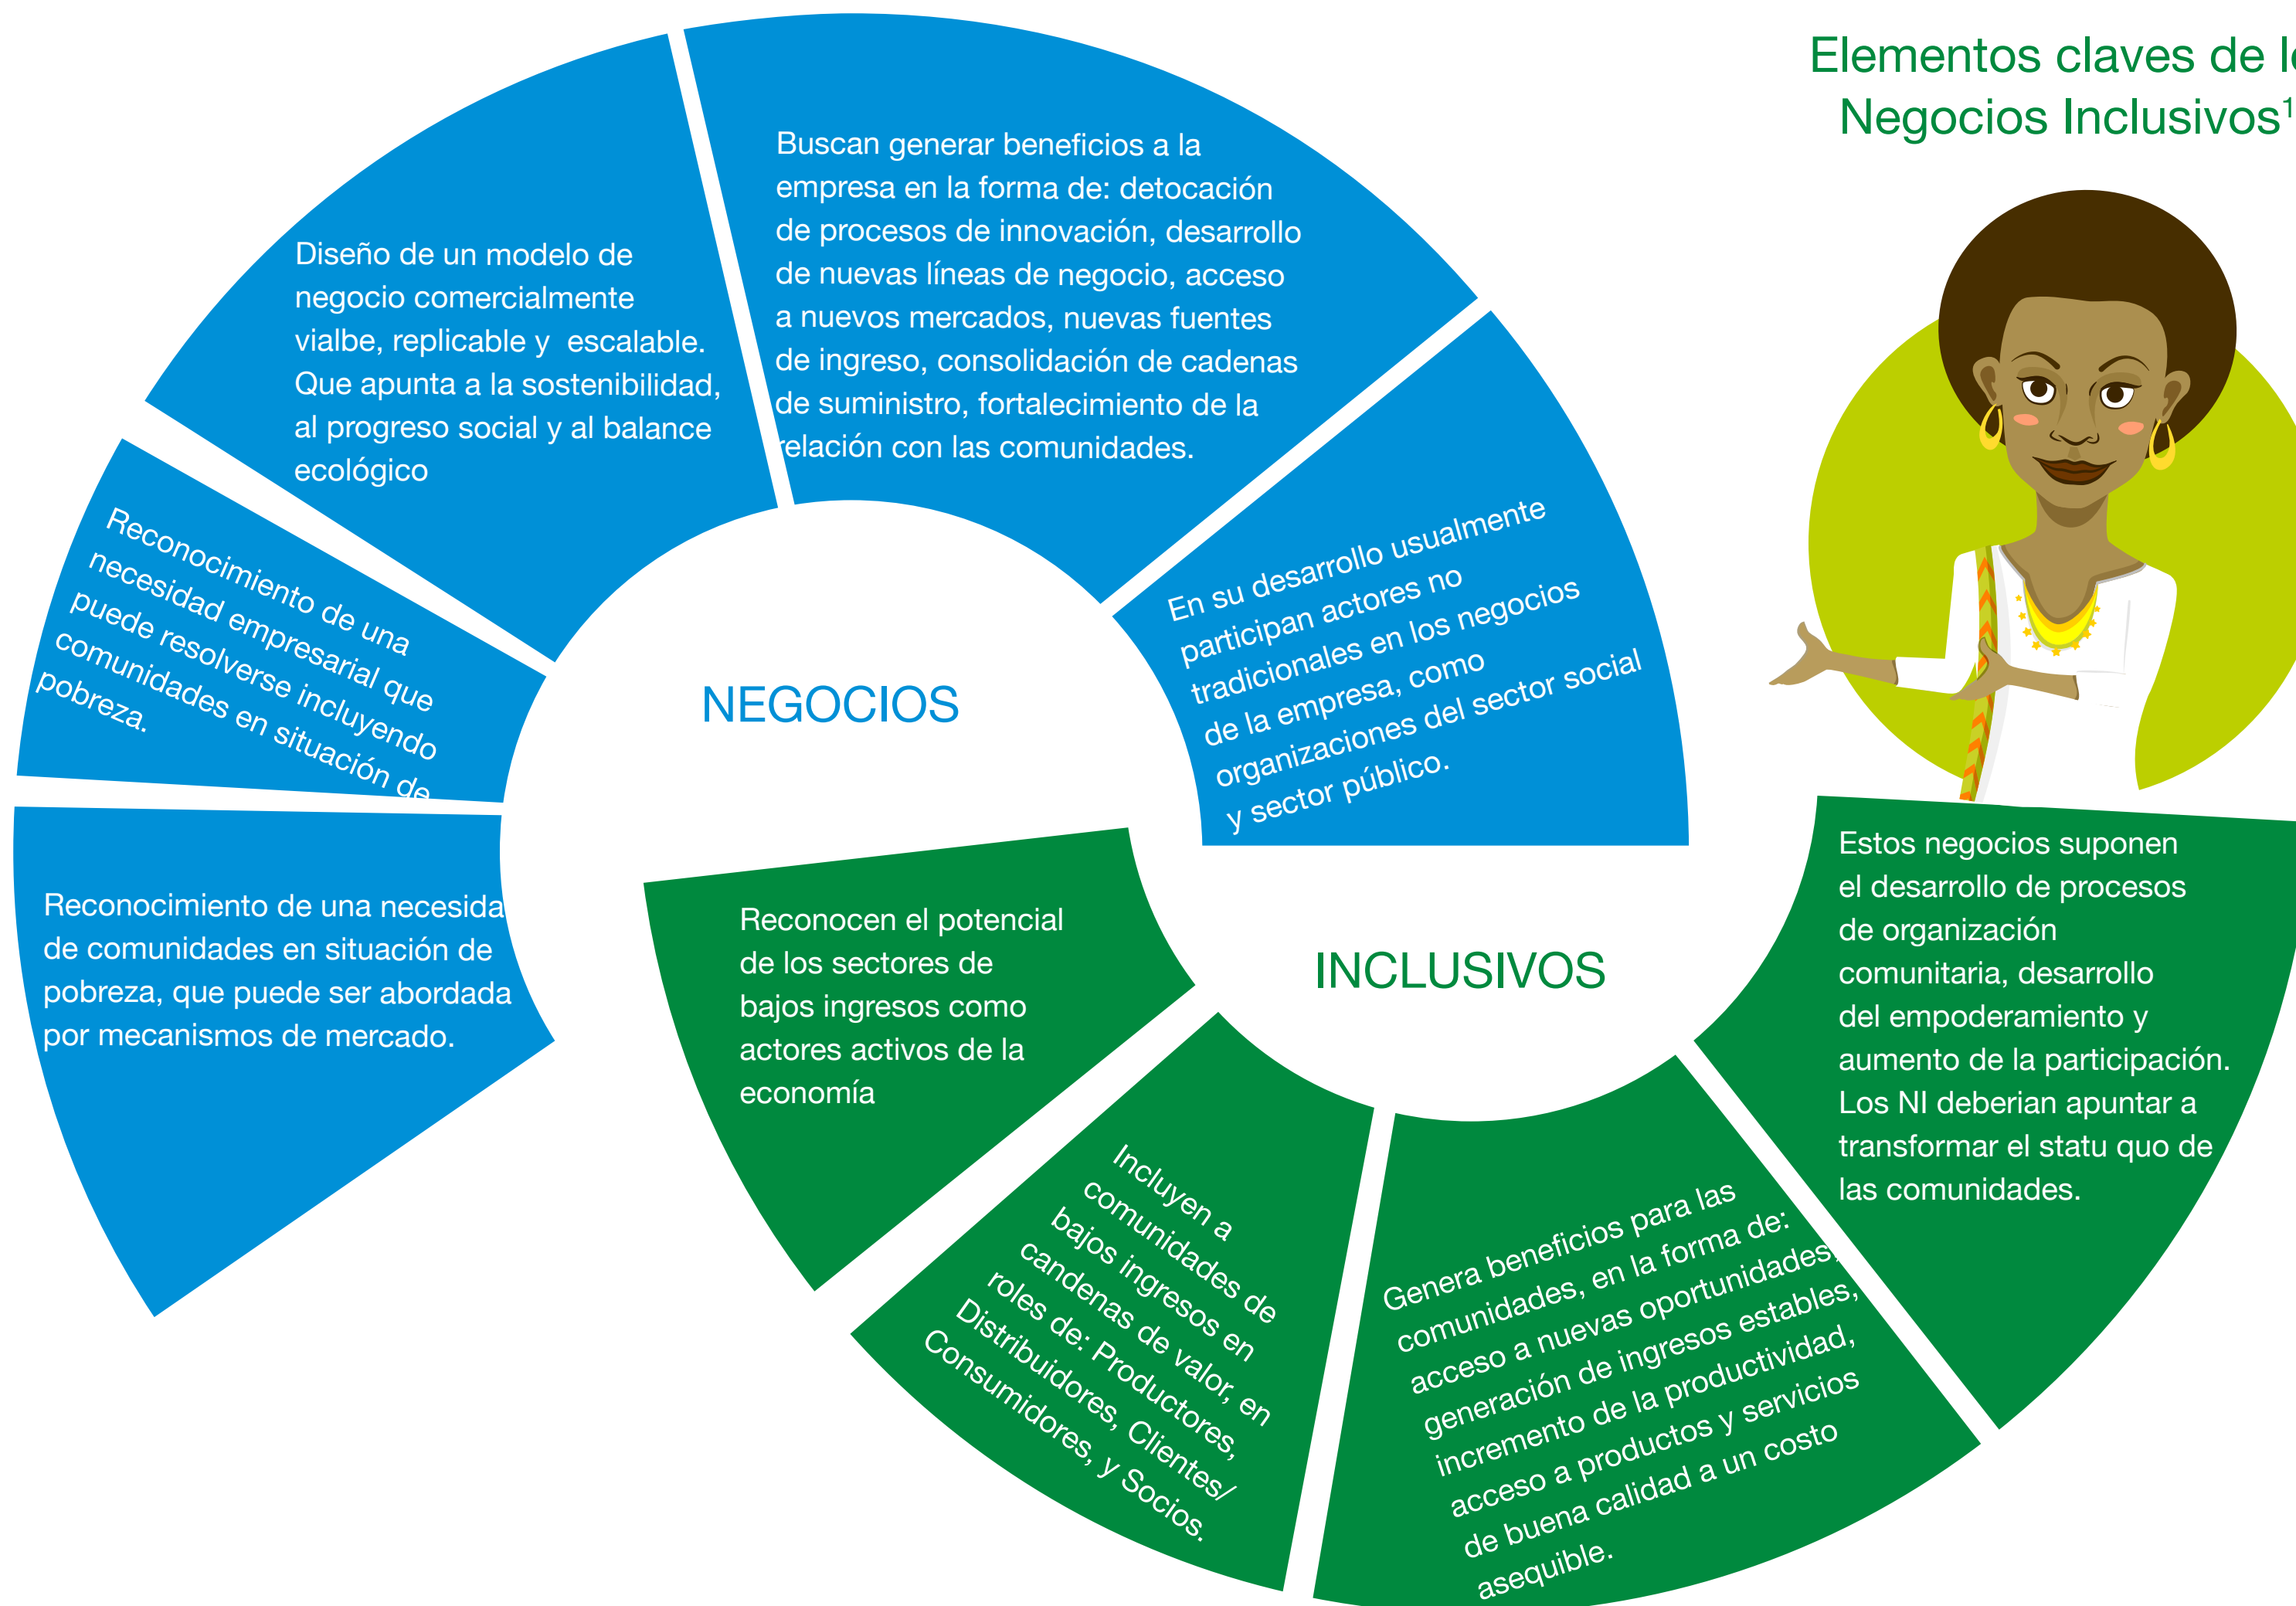 Elementos claves de lo
Negocios Inclusivos¹
Buscan generar beneficios a la
empresa en la forma de: detocación
de procesos de innovación, desarrollo
de nuevas líneas de negocio, acceso
a nuevos mercados, nuevas fuentes
de ingreso, consolidación de cadenas
de suministro, fortalecimiento de la
relación con las comunidades.
Diseño de un modelo de
negocio comercialmente
vialbe, replicable y escalable.
Que apunta a la sostenibilidad,
al progreso social y al balance
ecológico
Reconocimiento de una
necesidad empresarial que
puede resolverse incluyendo
comunidades en situación de
pobreza.
Reconocimiento de una necesida
de comunidades en situación de
pobreza, que puede ser abordada
por mecanismos de mercado.
En su desarrollo usualmente
participan actores no
tradicionales en los negocios
de la empresa, como
organizaciones del sector social
y sector público.
NEGOCIOS
INCLUSIVOS
Reconocen el potencial
de los sectores de
bajos ingresos como
actores activos de la
economía
Incluyen a
comunidades de
bajos ingresos en
candenas de valor, en
roles de: Productores,
Distribuidores, Clientes/
Consumidores, y Socios.
Genera beneficios para las
comunidades, en la forma de:
acceso a nuevas oportunidades,
generación de ingresos estables,
incremento de la productividad,
acceso a productos y servicios
de buena calidad a un costo
asequible.
Estos negocios suponen
el desarrollo de procesos
de organización
comunitaria, desarrollo
del empoderamiento y
aumento de la participación.
Los NI deberian apuntar a
transformar el statu quo de
las comunidades.